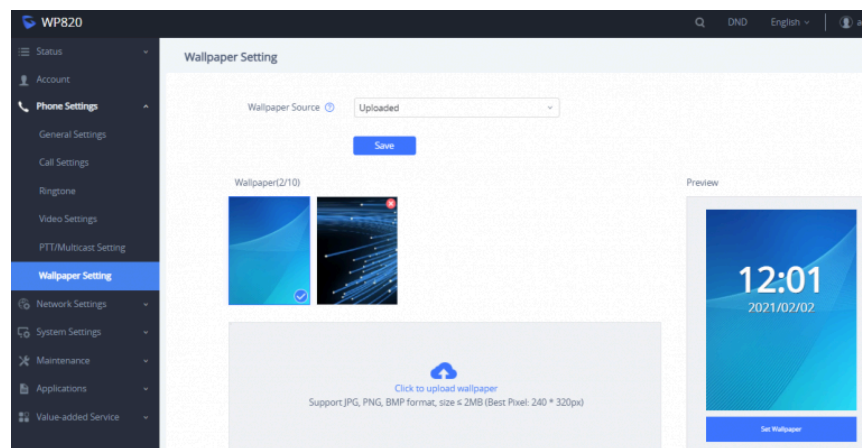 WP820
DND
English
Status
Account
Phone Settings
General Settings
Call Settings
Ringtone
Video Settings
PTT/Multicast Setting
Wallpaper Setting
Network Settings
System Settings
Maintenance
Applications
Value-added Service
Wallpaper Setting
Wallpaper Source
Uploaded
Save
Wallpaper(2/10)
Click to upload wallpaper
Support JPG, PNG, BMP format, size ≤ 2MB (Best Pixel: 240 * 320px)
Preview
12:01
2021/02/02
Set Wallpaper